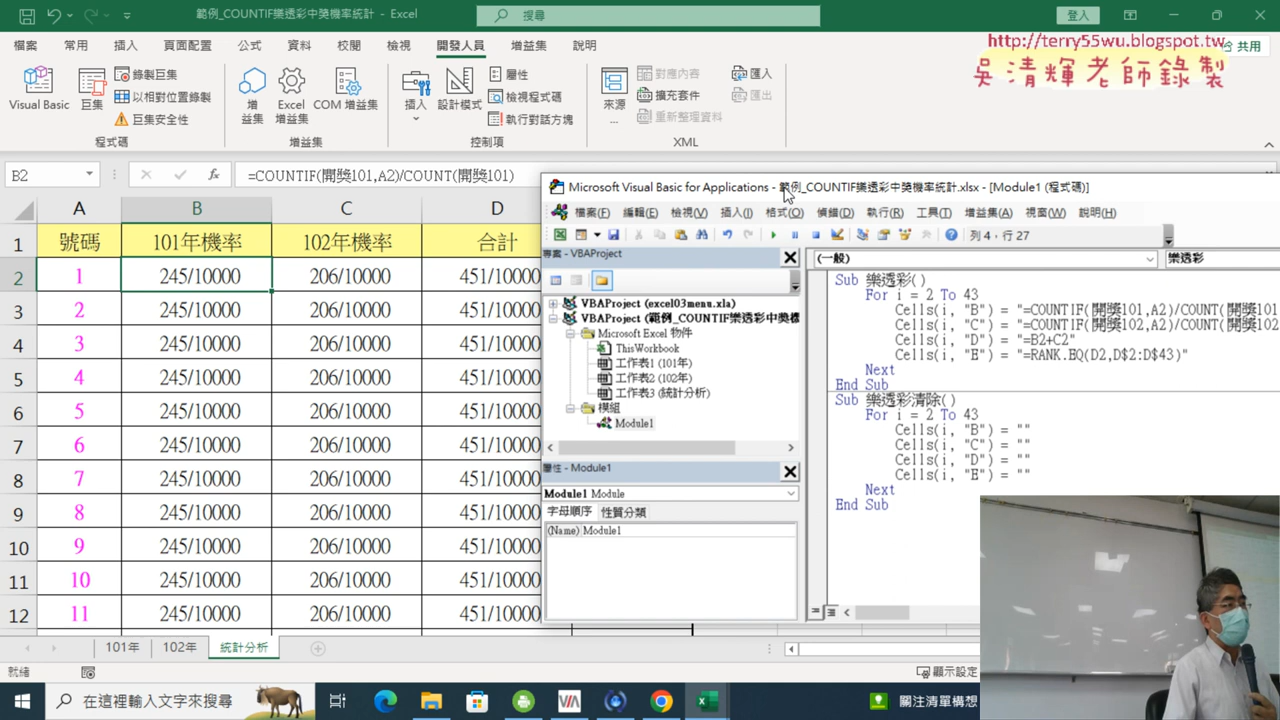 範例_COUNTIF樂透彩中獎機率統計 - Excel
搜尋
登入
檔案 常用 插入 頁面配置 公式 資料 校閱 檢視 開發人員 增益集 說明
共用
http://terry55wu.blogspot.tw
吳清輝老師錄製
Visual Basic
巨集
錄製巨集
以相對位置錄製
巨集安全性
程式碼
增益集
Excel 增益集
COM 增益集
增益集
插入
設計模式
屬性
檢視程式碼
執行對話方塊
控制項
來源
對應內容
擴充套件
重新整理資料
匯入
匯出
XML
B2
fx
=COUNTIF(開獎101,A2)/COUNT(開獎101)
A B C D
1 號碼 101年機率 102年機率 合計
2 1 245/10000 206/10000 451/10000
3 2 245/10000 206/10000 451/10000
4 3 245/10000 206/10000 451/10000
5 4 245/10000 206/10000 451/10000
6 5 245/10000 206/10000 451/10000
7 6 245/10000 206/10000 451/10000
8 7 245/10000 206/10000 451/10000
9 8 245/10000 206/10000 451/10000
10 9 245/10000 206/10000 451/10000
11 10 245/10000 206/10000 451/10000
12 11 245/10000 206/10000 451/10000
Microsoft Visual Basic for Applications - 範例_COUNTIF樂透彩中獎機率統計.xlsx - [Module1 (程式碼)]
檔案(F) 編輯(E) 檢視(V) 插入(I) 格式(O) 偵錯(D) 執行(R) 工具(T) 增益集(A) 視窗(W) 說明(H)
列 4，行 27
專案 - VBAProject
VBAProject (excel03menu.xla)
VBAProject (範例_COUNTIF樂透彩中獎機
Microsoft Excel 物件
ThisWorkbook
工作表1 (101年)
工作表2 (102年)
工作表3 (統計分析)
模組
Module1
屬性 - Module1
Module1 Module
字母順序 性質分類
(Name) Module1
(一般)
樂透彩
Sub 樂透彩()
For i = 2 To 43
Cells(i, "B") = "=COUNTIF(開獎101,A2)/COUNT(開獎101
Cells(i, "C") = "=COUNTIF(開獎102,A2)/COUNT(開獎102
Cells(i, "D") = "=B2+C2"
Cells(i, "E") = "=RANK.EQ(D2,D$2:D$43)"
Next
End Sub
Sub 樂透彩清除()
For i = 2 To 43
Cells(i, "B") = ""
Cells(i, "C") = ""
Cells(i, "D") = ""
Cells(i, "E") = ""
Next
End Sub
101年 102年 統計分析
就緒
顯示設定
在這裡輸入文字來搜尋
關注清單構想